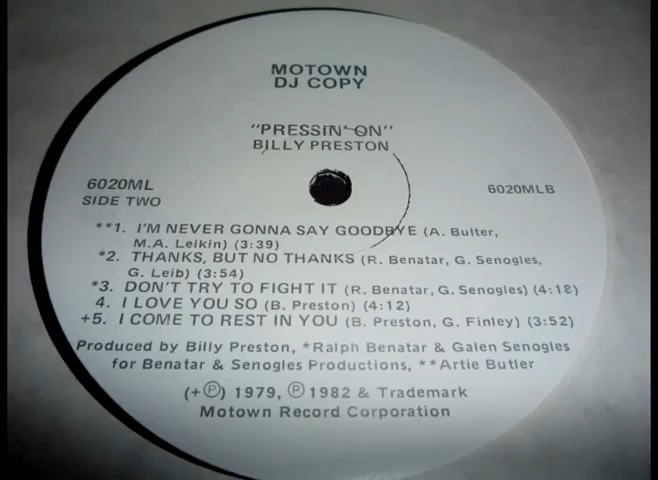 MOTOWN
DJ COPY
"PRESSIN' ON"
BILLY PRESTON
6020ML
SIDE TWO
6020MLB
**1. I'M NEVER GONNA SAY GOODBYE (A. Bulter,
M.A. Leikin) (3:39)
*2. THANKS, BUT NO THANKS (R. Benatar, G. Senogles,
G. Leib) (3:54)
*3. DON'T TRY TO FIGHT IT (R. Benatar, G. Senogles) (4:18)
4. I LOVE YOU SO (B. Preston) (4:12)
+5. I COME TO REST IN YOU (B. Preston, G. Finley) (3:52)
Produced by Billy Preston, *Ralph Benatar & Galen Senogles
for Benatar & Senogles Productions, **Artie Butler
(+Ⓟ) 1979, Ⓟ1982 & Trademark
Motown Record Corporation